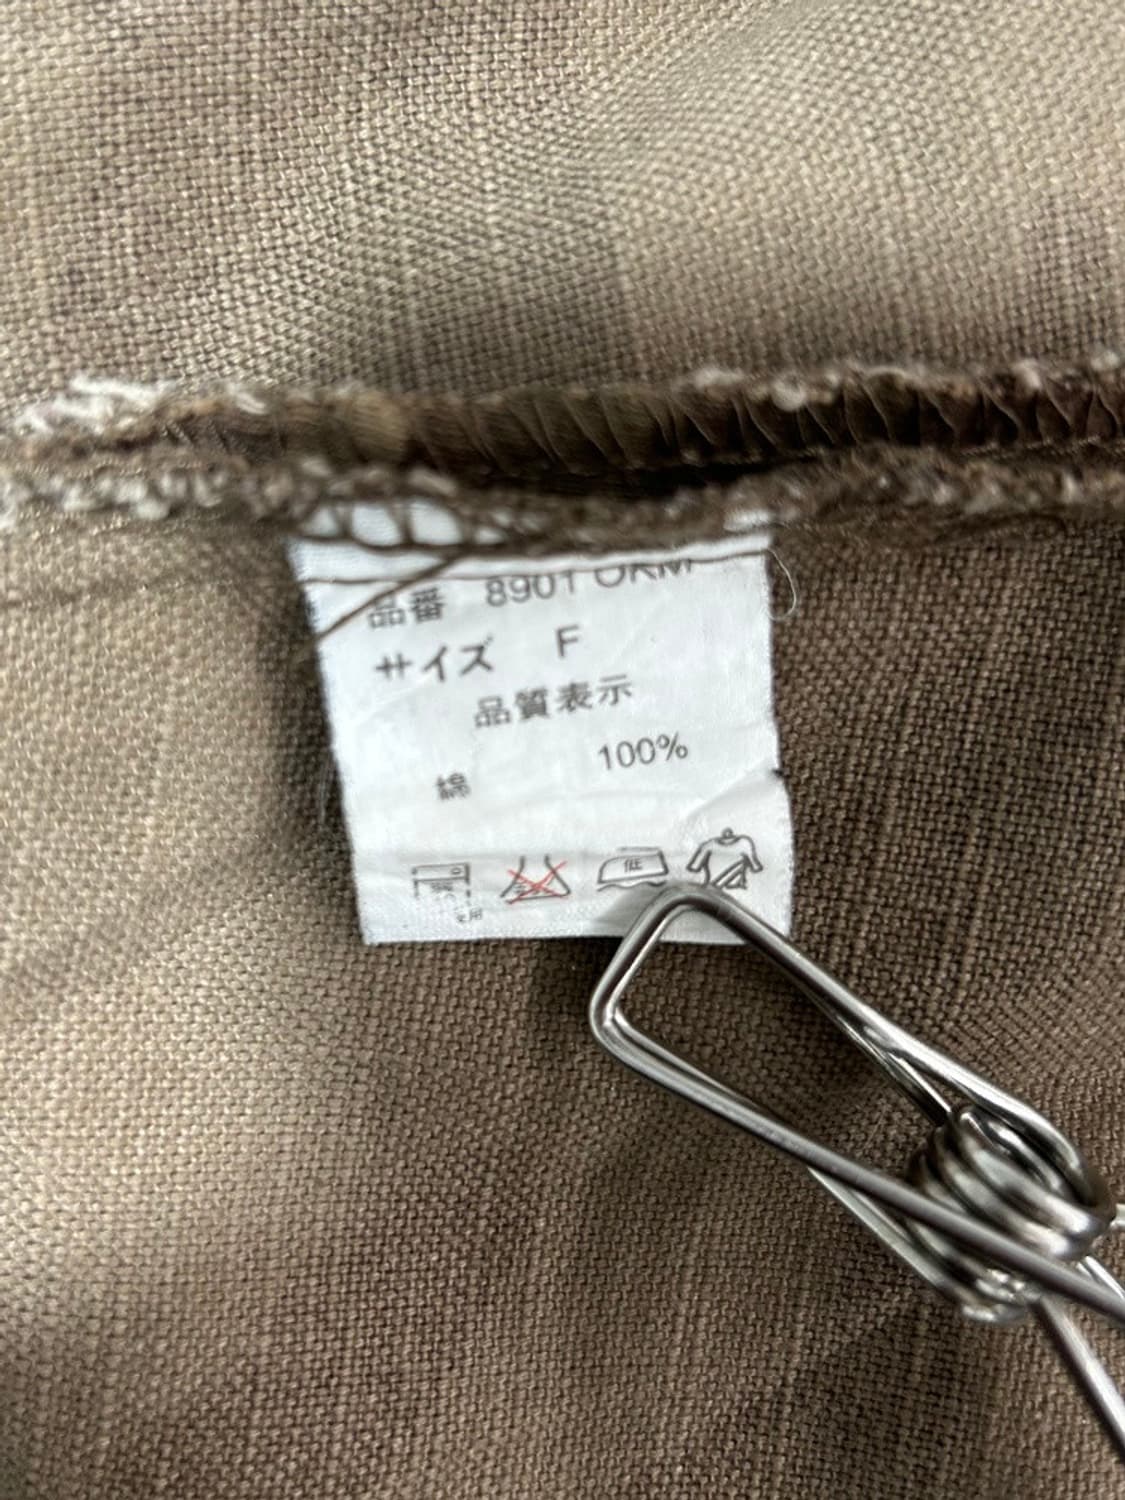 品番 8901 OKM
サイズ F
品質表示
綿 100%
低